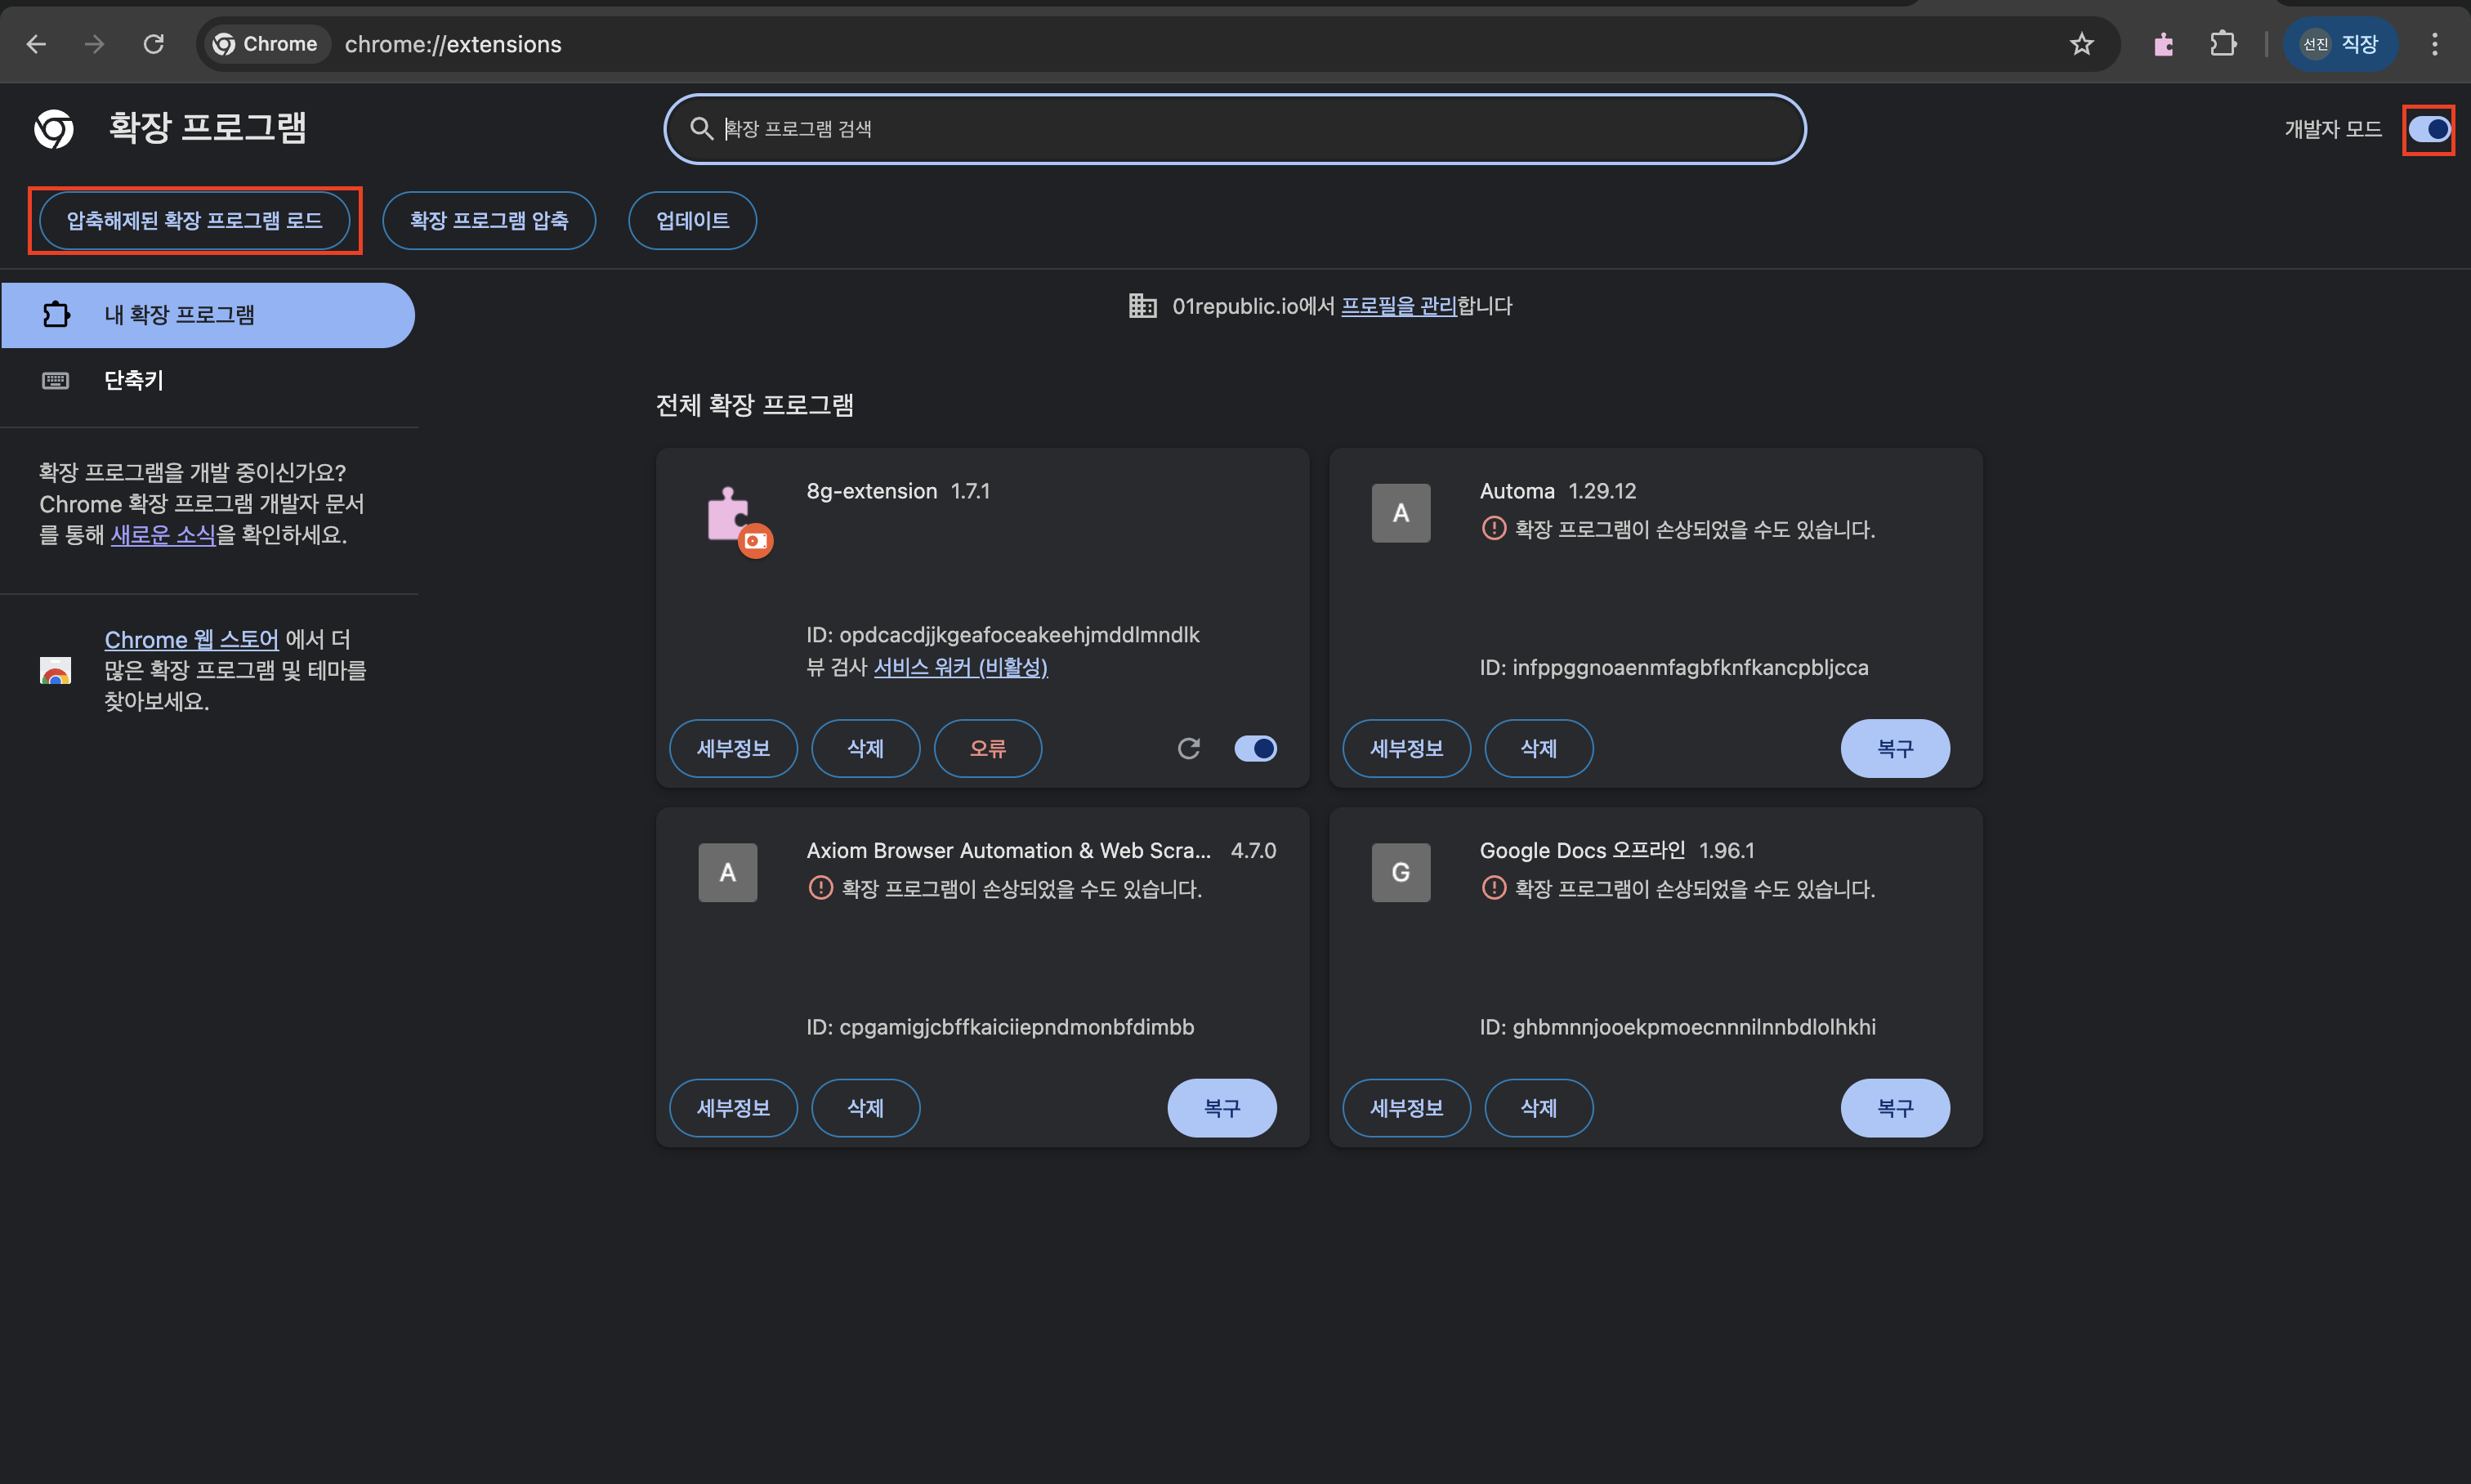 Chrome
chrome://extensions
선진
직장
확장 프로그램
확장 프로그램 검색
개발자 모드
압축해제된 확장 프로그램 로드
확장 프로그램 압축
업데이트
내 확장 프로그램
단축키
확장 프로그램을 개발 중이신가요?
Chrome 확장 프로그램 개발자 문서
를 통해 새로운 소식을 확인하세요.
Chrome 웹 스토어 에서 더
많은 확장 프로그램 및 테마를
찾아보세요.
01republic.io에서 프로필을 관리합니다
전체 확장 프로그램
8g-extension 1.7.1
ID: opdcacdjjkgeafoceakeehjmddlmndlk
뷰 검사 서비스 워커 (비활성)
세부정보
삭제
오류
A
Automa 1.29.12
확장 프로그램이 손상되었을 수도 있습니다.
ID: infppggnoaenmfagbfknfkancpbljcca
세부정보
삭제
복구
A
Axiom Browser Automation & Web Scra... 4.7.0
확장 프로그램이 손상되었을 수도 있습니다.
ID: cpgamigjcbffkaiciiepndmonbfdimbb
세부정보
삭제
복구
G
Google Docs 오프라인 1.96.1
확장 프로그램이 손상되었을 수도 있습니다.
ID: ghbmnnjooekpmoecnnnilnnbdlolhkhi
세부정보
삭제
복구